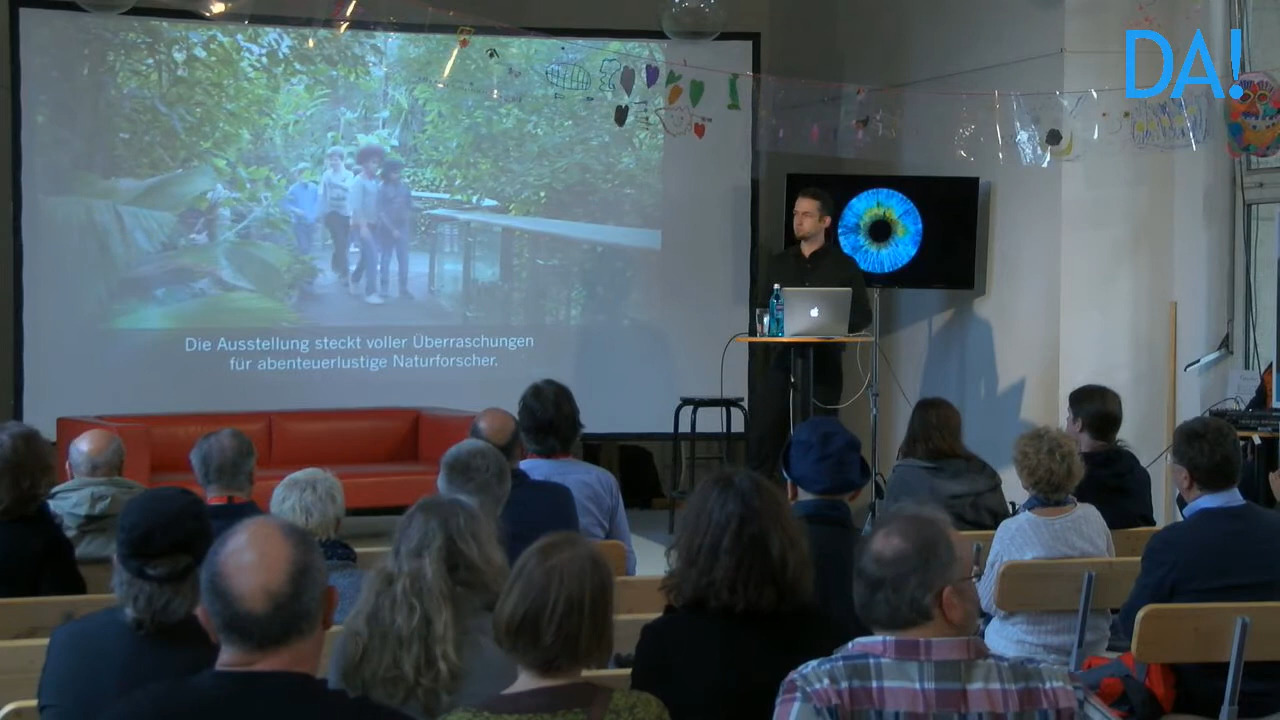 DA!
Die Ausstellung steckt voller Überraschungen
für abenteuerlustige Naturforscher.